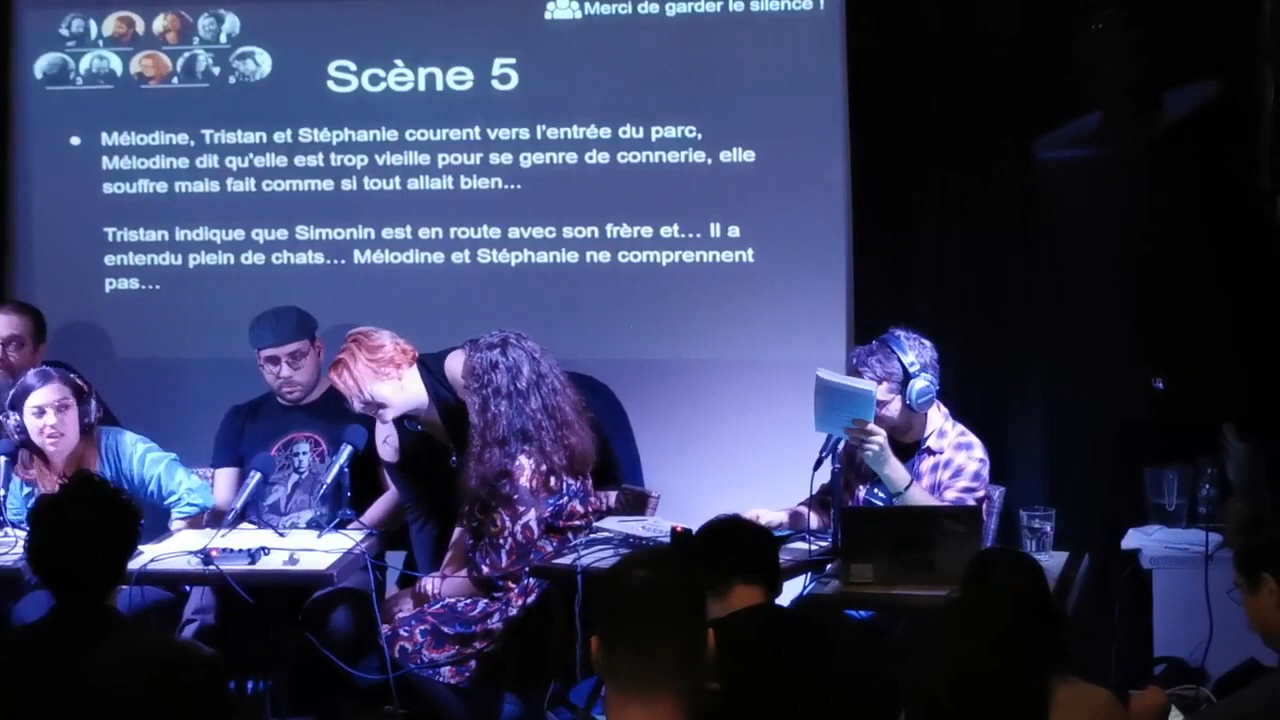 Merci de garder le silence !
Scène 5
Mélodine, Tristan et Stéphanie courent vers l'entrée du parc,
Mélodine dit qu'elle est trop vieille pour se genre de connerie, elle
souffre mais fait comme si tout allait bien...
Tristan indique que Simonin est en route avec son frère et... Il a
entendu plein de chats... Mélodine et Stéphanie ne comprennent
pas...